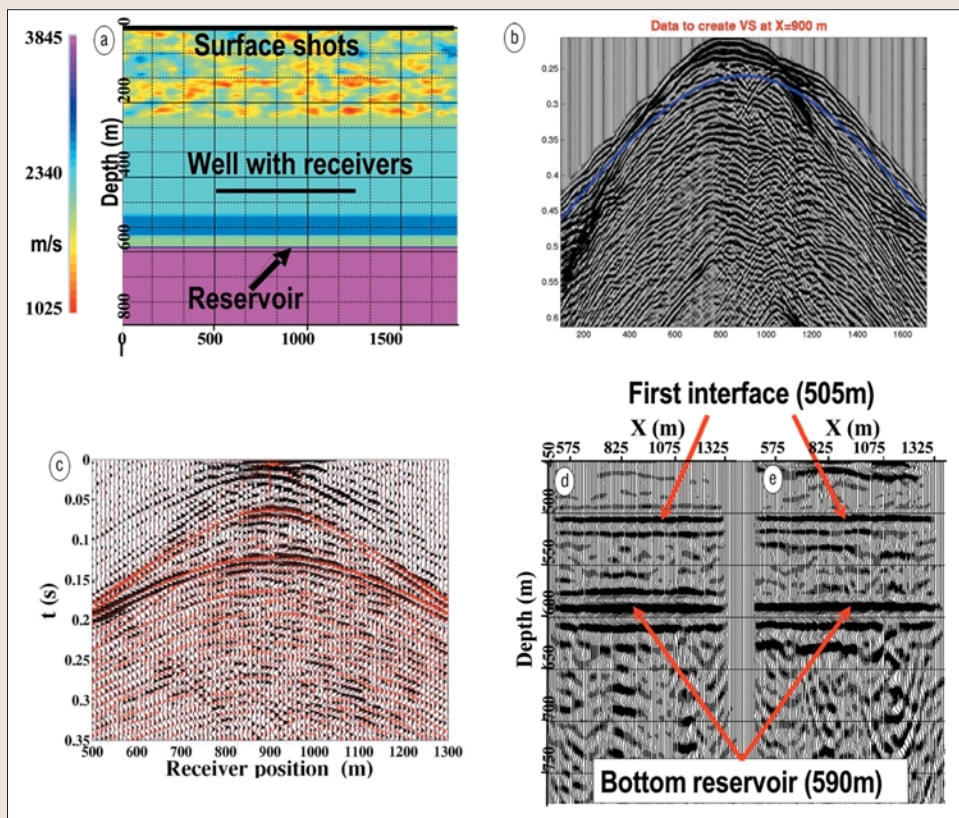 3845
2340
m/s
1025
a
Surface shots
Well with receivers
Reservoir
Depth (m)
0
200
400
600
800
0 500 1000 1500
b
Data to create VS at X=900 m
0.25
0.3
0.35
0.4
0.45
0.5
0.55
0.6
200 400 600 800 1000 1200 1400 1600
c
0
0.05
0.1
0.15
0.2
0.25
0.3
0.35
t (s)
500 600 700 800 900 1000 1100 1200 1300
Receiver position (m)
First interface (505m)
X (m) X (m)
575 825 1075 1325 575 825 1075 1325
d e
Depth (m)
450
500
550
600
650
700
750
Bottom reservoir (590m)